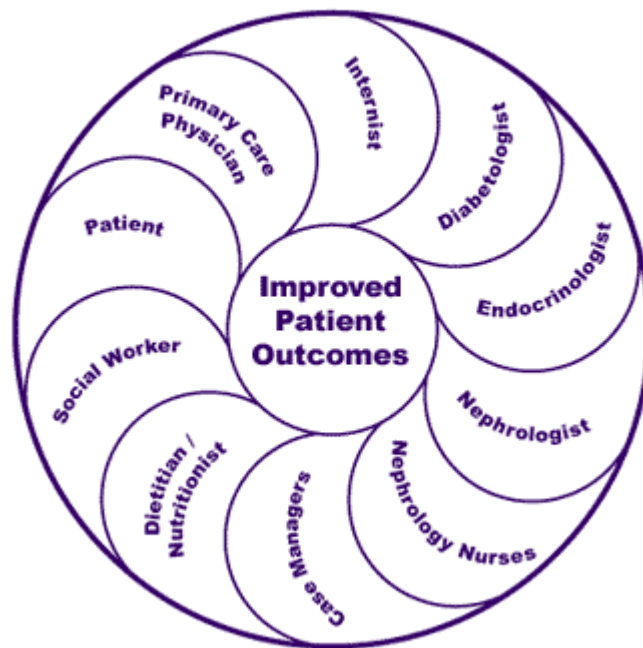 Improved
Patient
Outcomes
Internist
Diabetologist
Endocrinologist
Nephrologist
Nephrology Nurses
Case Managers
Dietitian /
Nutritionist
Social Worker
Patient
Primary Care
Physician